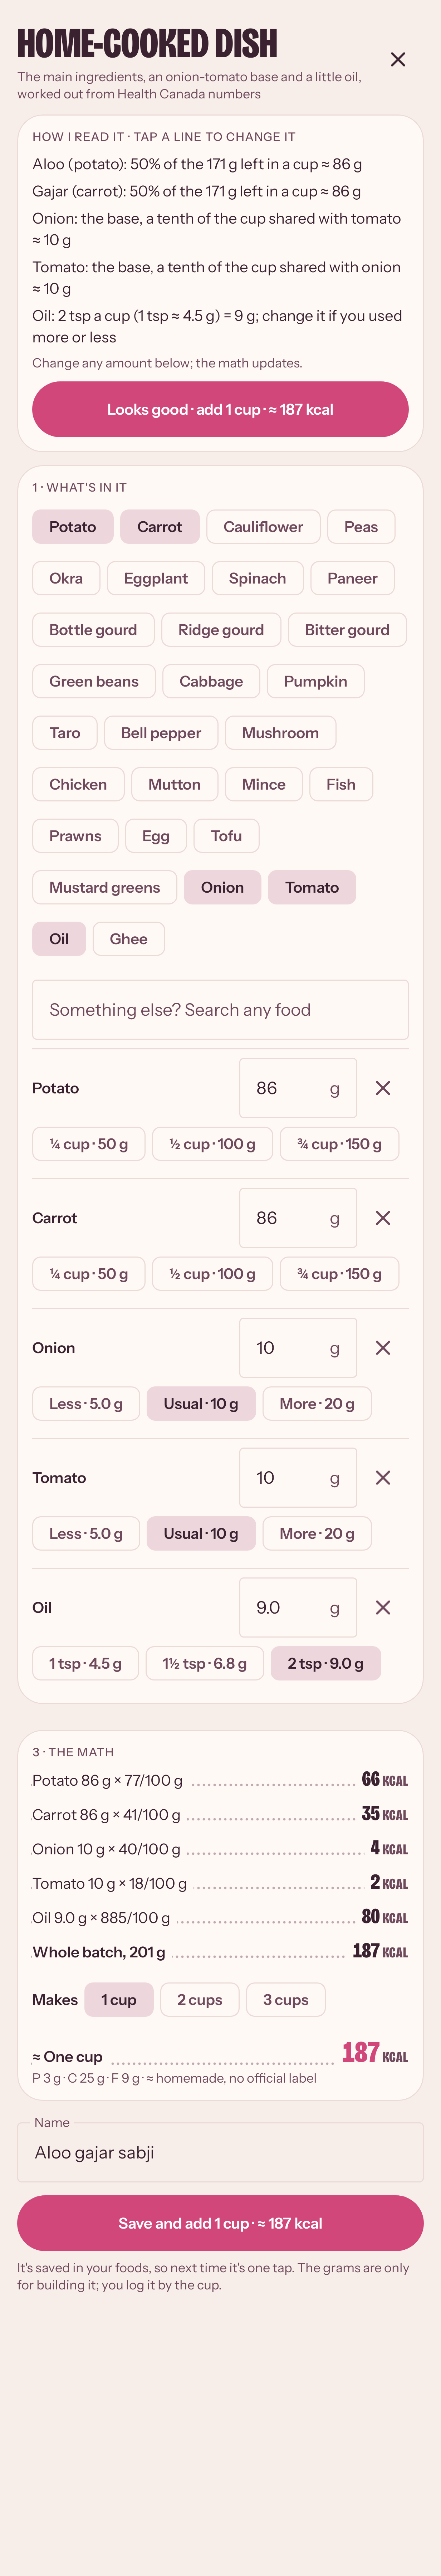 HOME-COOKED DISH
The main ingredients, an onion-tomato base and a little oil,
worked out from Health Canada numbers
HOW I READ IT · TAP A LINE TO CHANGE IT
Aloo (potato): 50% of the 171 g left in a cup ≈ 86 g
Gajar (carrot): 50% of the 171 g left in a cup ≈ 86 g
Onion: the base, a tenth of the cup shared with tomato
≈ 10 g
Tomato: the base, a tenth of the cup shared with onion
≈ 10 g
Oil: 2 tsp a cup (1 tsp ≈ 4.5 g) = 9 g; change it if you used
more or less
Change any amount below; the math updates.
Looks good · add 1 cup · ≈ 187 kcal
1 · WHAT'S IN IT
Potato Carrot Cauliflower Peas
Okra Eggplant Spinach Paneer
Bottle gourd Ridge gourd Bitter gourd
Green beans Cabbage Pumpkin
Taro Bell pepper Mushroom
Chicken Mutton Mince Fish
Prawns Egg Tofu
Mustard greens Onion Tomato
Oil Ghee
Something else? Search any food
Potato 86 g
¼ cup · 50 g ½ cup · 100 g ¾ cup · 150 g
Carrot 86 g
¼ cup · 50 g ½ cup · 100 g ¾ cup · 150 g
Onion 10 g
Less · 5.0 g Usual · 10 g More · 20 g
Tomato 10 g
Less · 5.0 g Usual · 10 g More · 20 g
Oil 9.0 g
1 tsp · 4.5 g 1½ tsp · 6.8 g 2 tsp · 9.0 g
3 · THE MATH
Potato 86 g × 77/100 g 66 KCAL
Carrot 86 g × 41/100 g 35 KCAL
Onion 10 g × 40/100 g 4 KCAL
Tomato 10 g × 18/100 g 2 KCAL
Oil 9.0 g × 885/100 g 80 KCAL
Whole batch, 201 g 187 KCAL
Makes 1 cup 2 cups 3 cups
≈ One cup 187 KCAL
P 3 g · C 25 g · F 9 g · ≈ homemade, no official label
Name
Aloo gajar sabji
Save and add 1 cup · ≈ 187 kcal
It's saved in your foods, so next time it's one tap. The grams are only
for building it; you log it by the cup.